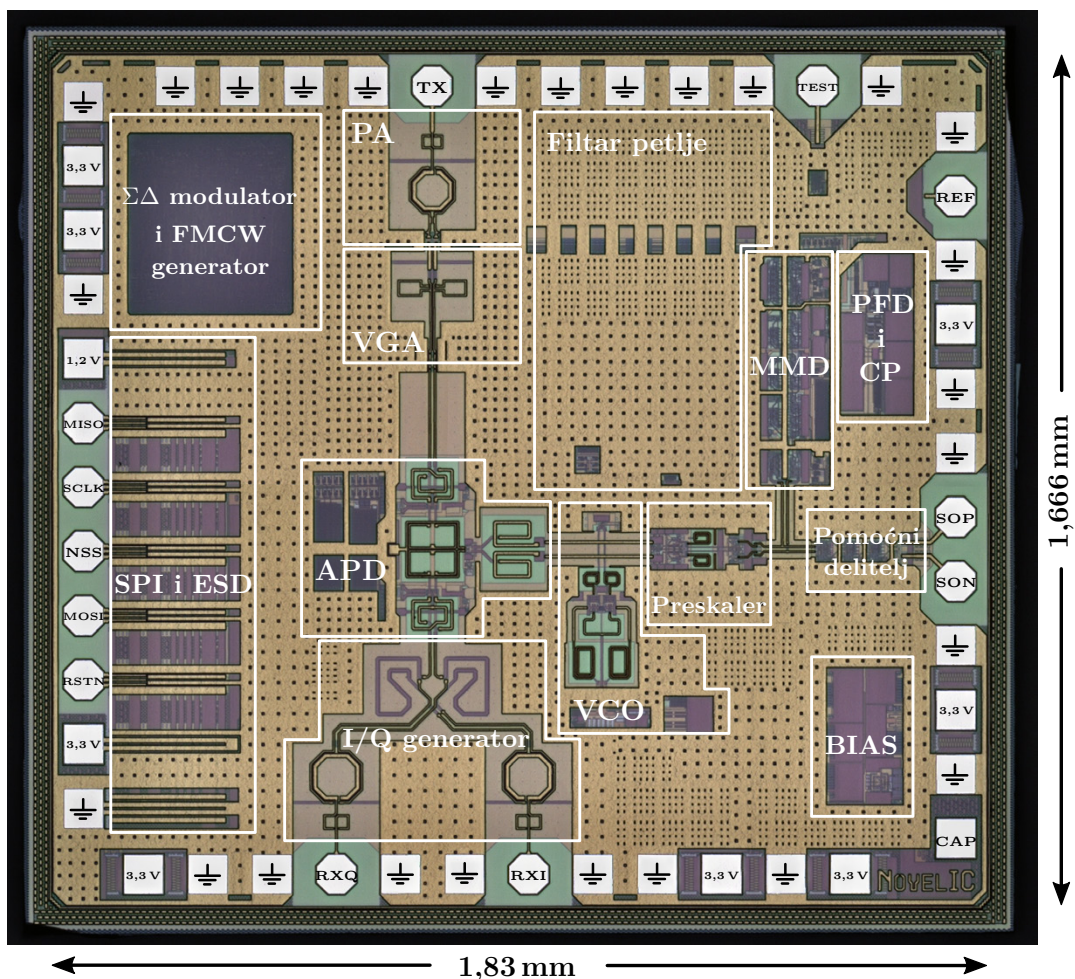 TX
TEST
PA
Filtar petlje
3,3 V
ΣΔ modulator
i FMCW
generator
REF
3,3 V
VGA
PFD
i
CP
3,3 V
MMD
1,2 V
MISO
SCLK
NSS
MOSI
RSTN
3,3 V
SPI i ESD
APD
Preskaler
Pomoćni
delitelj
SOP
SON
1,666 mm
VCO
I/Q generator
BIAS
3,3 V
CAP
3,3 V
RXQ
RXI
3,3 V
3,3 V
NOVELIC
1,83 mm